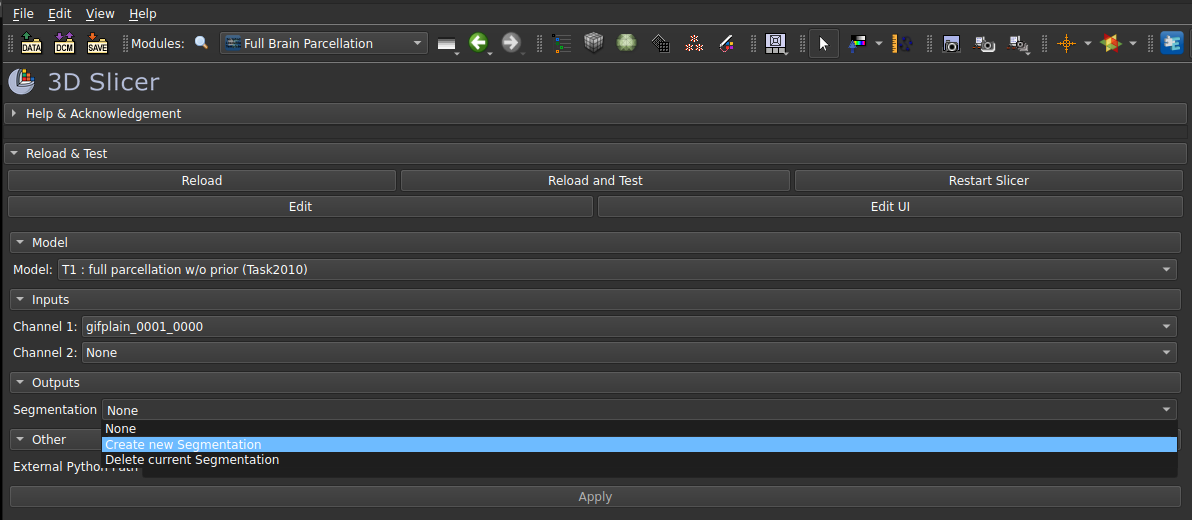 File Edit View Help
DATA DCM SAVE Modules: Full Brain Parcellation
3D Slicer
Help & Acknowledgement
Reload & Test
Reload Reload and Test Restart Slicer
Edit Edit UI
Model
Model: T1 : full parcellation w/o prior (Task2010)
Inputs
Channel 1: gifplain_0001_0000
Channel 2: None
Outputs
Segmentation None
None
Other Create new Segmentation
Delete current Segmentation
External Python Path
Apply